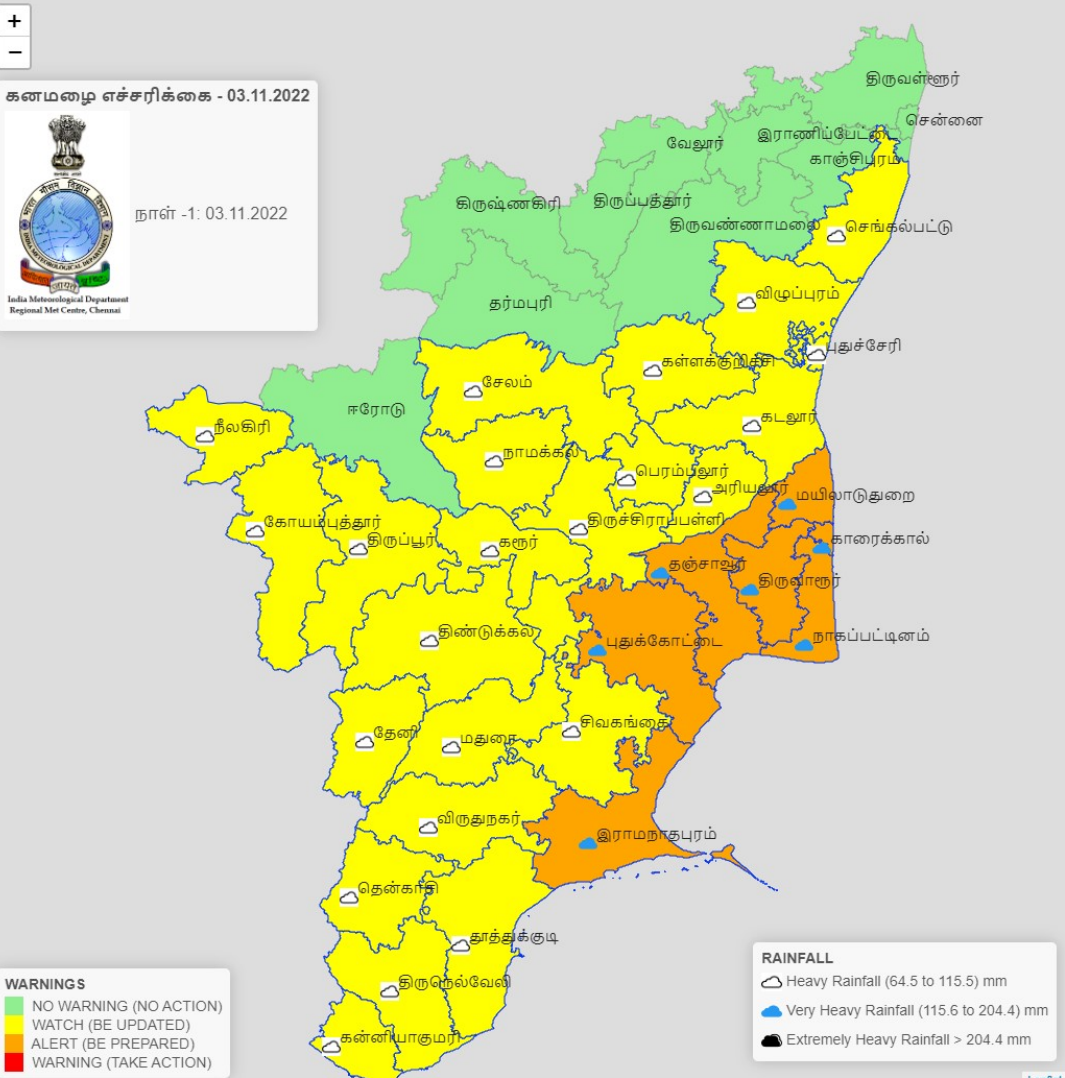 +
−
கனமழை எச்சரிக்கை - 03.11.2022
நாள் -1: 03.11.2022
India Meteorological Department
Regional Met Centre, Chennai
திருவள்ளூர்
சென்னை
இராணிப்பேட்டை
வேலூர்
காஞ்சிபுரம்
கிருஷ்ணகிரி
திருப்பத்தூர்
திருவண்ணாமலை
செங்கல்பட்டு
தர்மபுரி
விழுப்புரம்
புதுச்சேரி
கள்ளக்குறிச்சி
சேலம்
ஈரோடு
நீலகிரி
கடலூர்
நாமக்கல்
பெரம்பலூர்
அரியலூர்
மயிலாடுதுறை
கோயம்புத்தூர்
திருச்சிராப்பள்ளி
திருப்பூர்
கரூர்
காரைக்கால்
தஞ்சாவூர்
திருவாரூர்
திண்டுக்கல்
புதுக்கோட்டை
நாகப்பட்டினம்
தேனி
மதுரை
சிவகங்கை
விருதுநகர்
இராமநாதபுரம்
தென்காசி
தூத்துக்குடி
திருநெல்வேலி
கன்னியாகுமரி
WARNINGS
NO WARNING (NO ACTION)
WATCH (BE UPDATED)
ALERT (BE PREPARED)
WARNING (TAKE ACTION)
RAINFALL
Heavy Rainfall (64.5 to 115.5) mm
Very Heavy Rainfall (115.6 to 204.4) mm
Extremely Heavy Rainfall > 204.4 mm